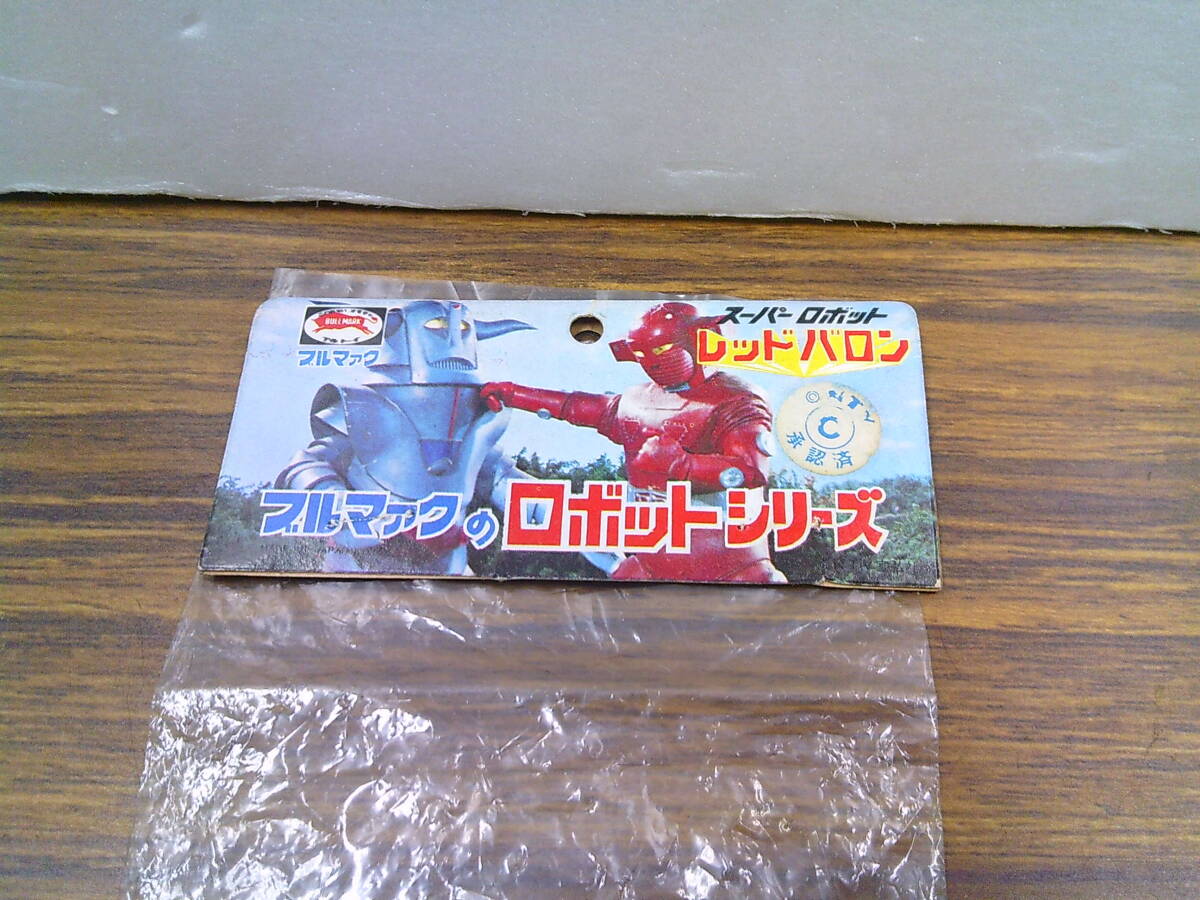 BULLMARK
ブルマァク
スーパーロボット
レッドバロン
©
C
承認済
ブルマァクのロボットシリーズ